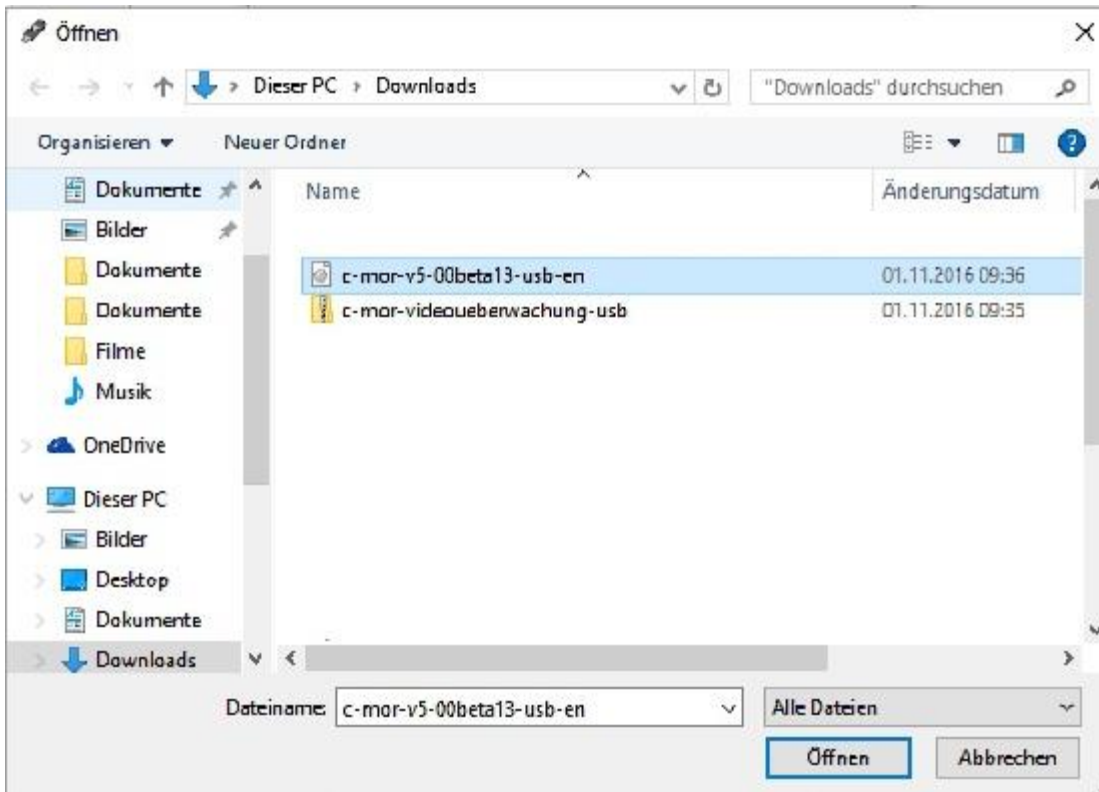 Öffnen
Dieser PC › Downloads
"Downloads" durchsuchen
Organisieren
Neuer Ordner
Dokumente
Bilder
Dokumente
Dokumente
Filme
Musik
OneDrive
Dieser PC
Bilder
Desktop
Dokumente
Downloads
Name
Änderungsdatum
c-mor-v5-00beta13-usb-en
01.11.2016 09:36
c-mor-videoueberwachung-usb
01.11.2016 09:35
Dateiname:
c-mor-v5-00beta13-usb-en
Alle Dateien
Öffnen
Abbrechen